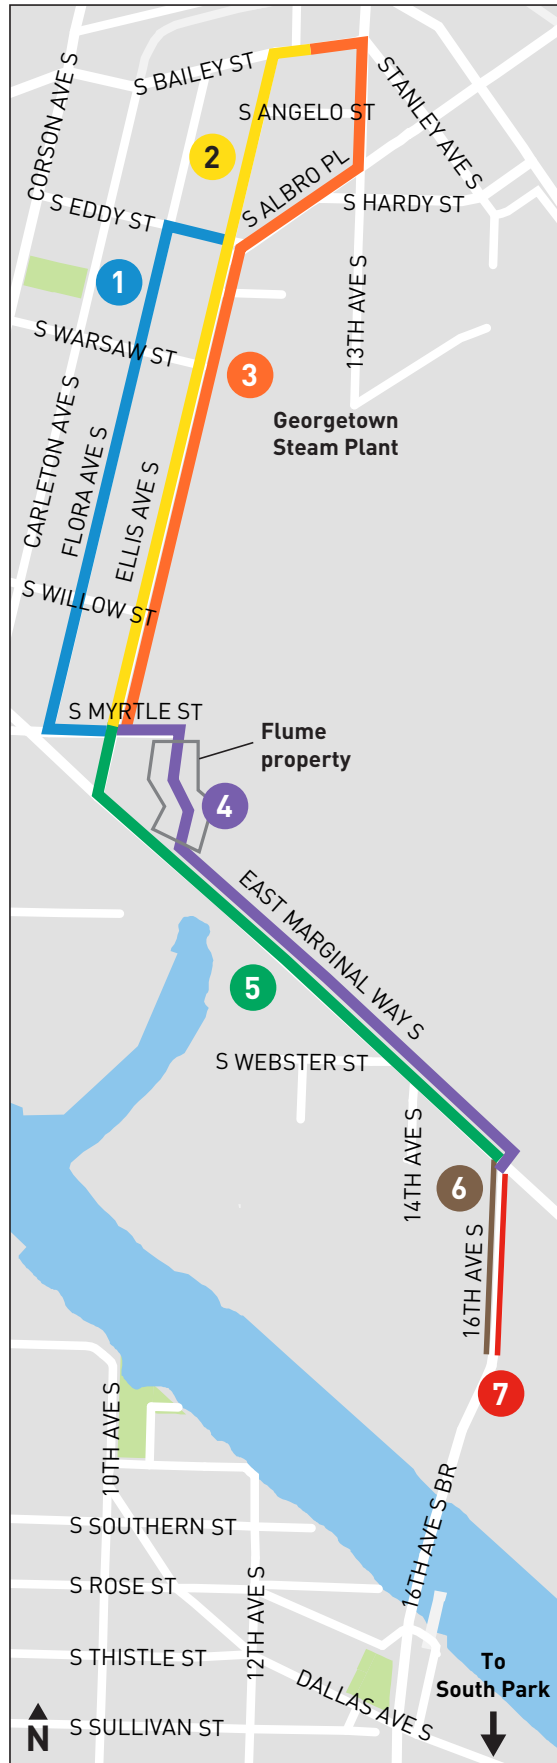 CORSON AVE S
S BAILEY ST
STANLEY AVE S
S ANGELO ST
2
S ALBRO PL
S EDDY ST
S HARDY ST
1
13TH AVE S
S WARSAW ST
3
Georgetown
Steam Plant
CARLETON AVE S
FLORA AVE S
ELLIS AVE S
S WILLOW ST
S MYRTLE ST
Flume
property
4
EAST MARGINAL WAY S
5
S WEBSTER ST
14TH AVE S
6
16TH AVE S
7
10TH AVE S
16TH AVE S BR
S SOUTHERN ST
S ROSE ST
12TH AVE S
S THISTLE ST
To
South Park
DALLAS AVE S
N
S SULLIVAN ST